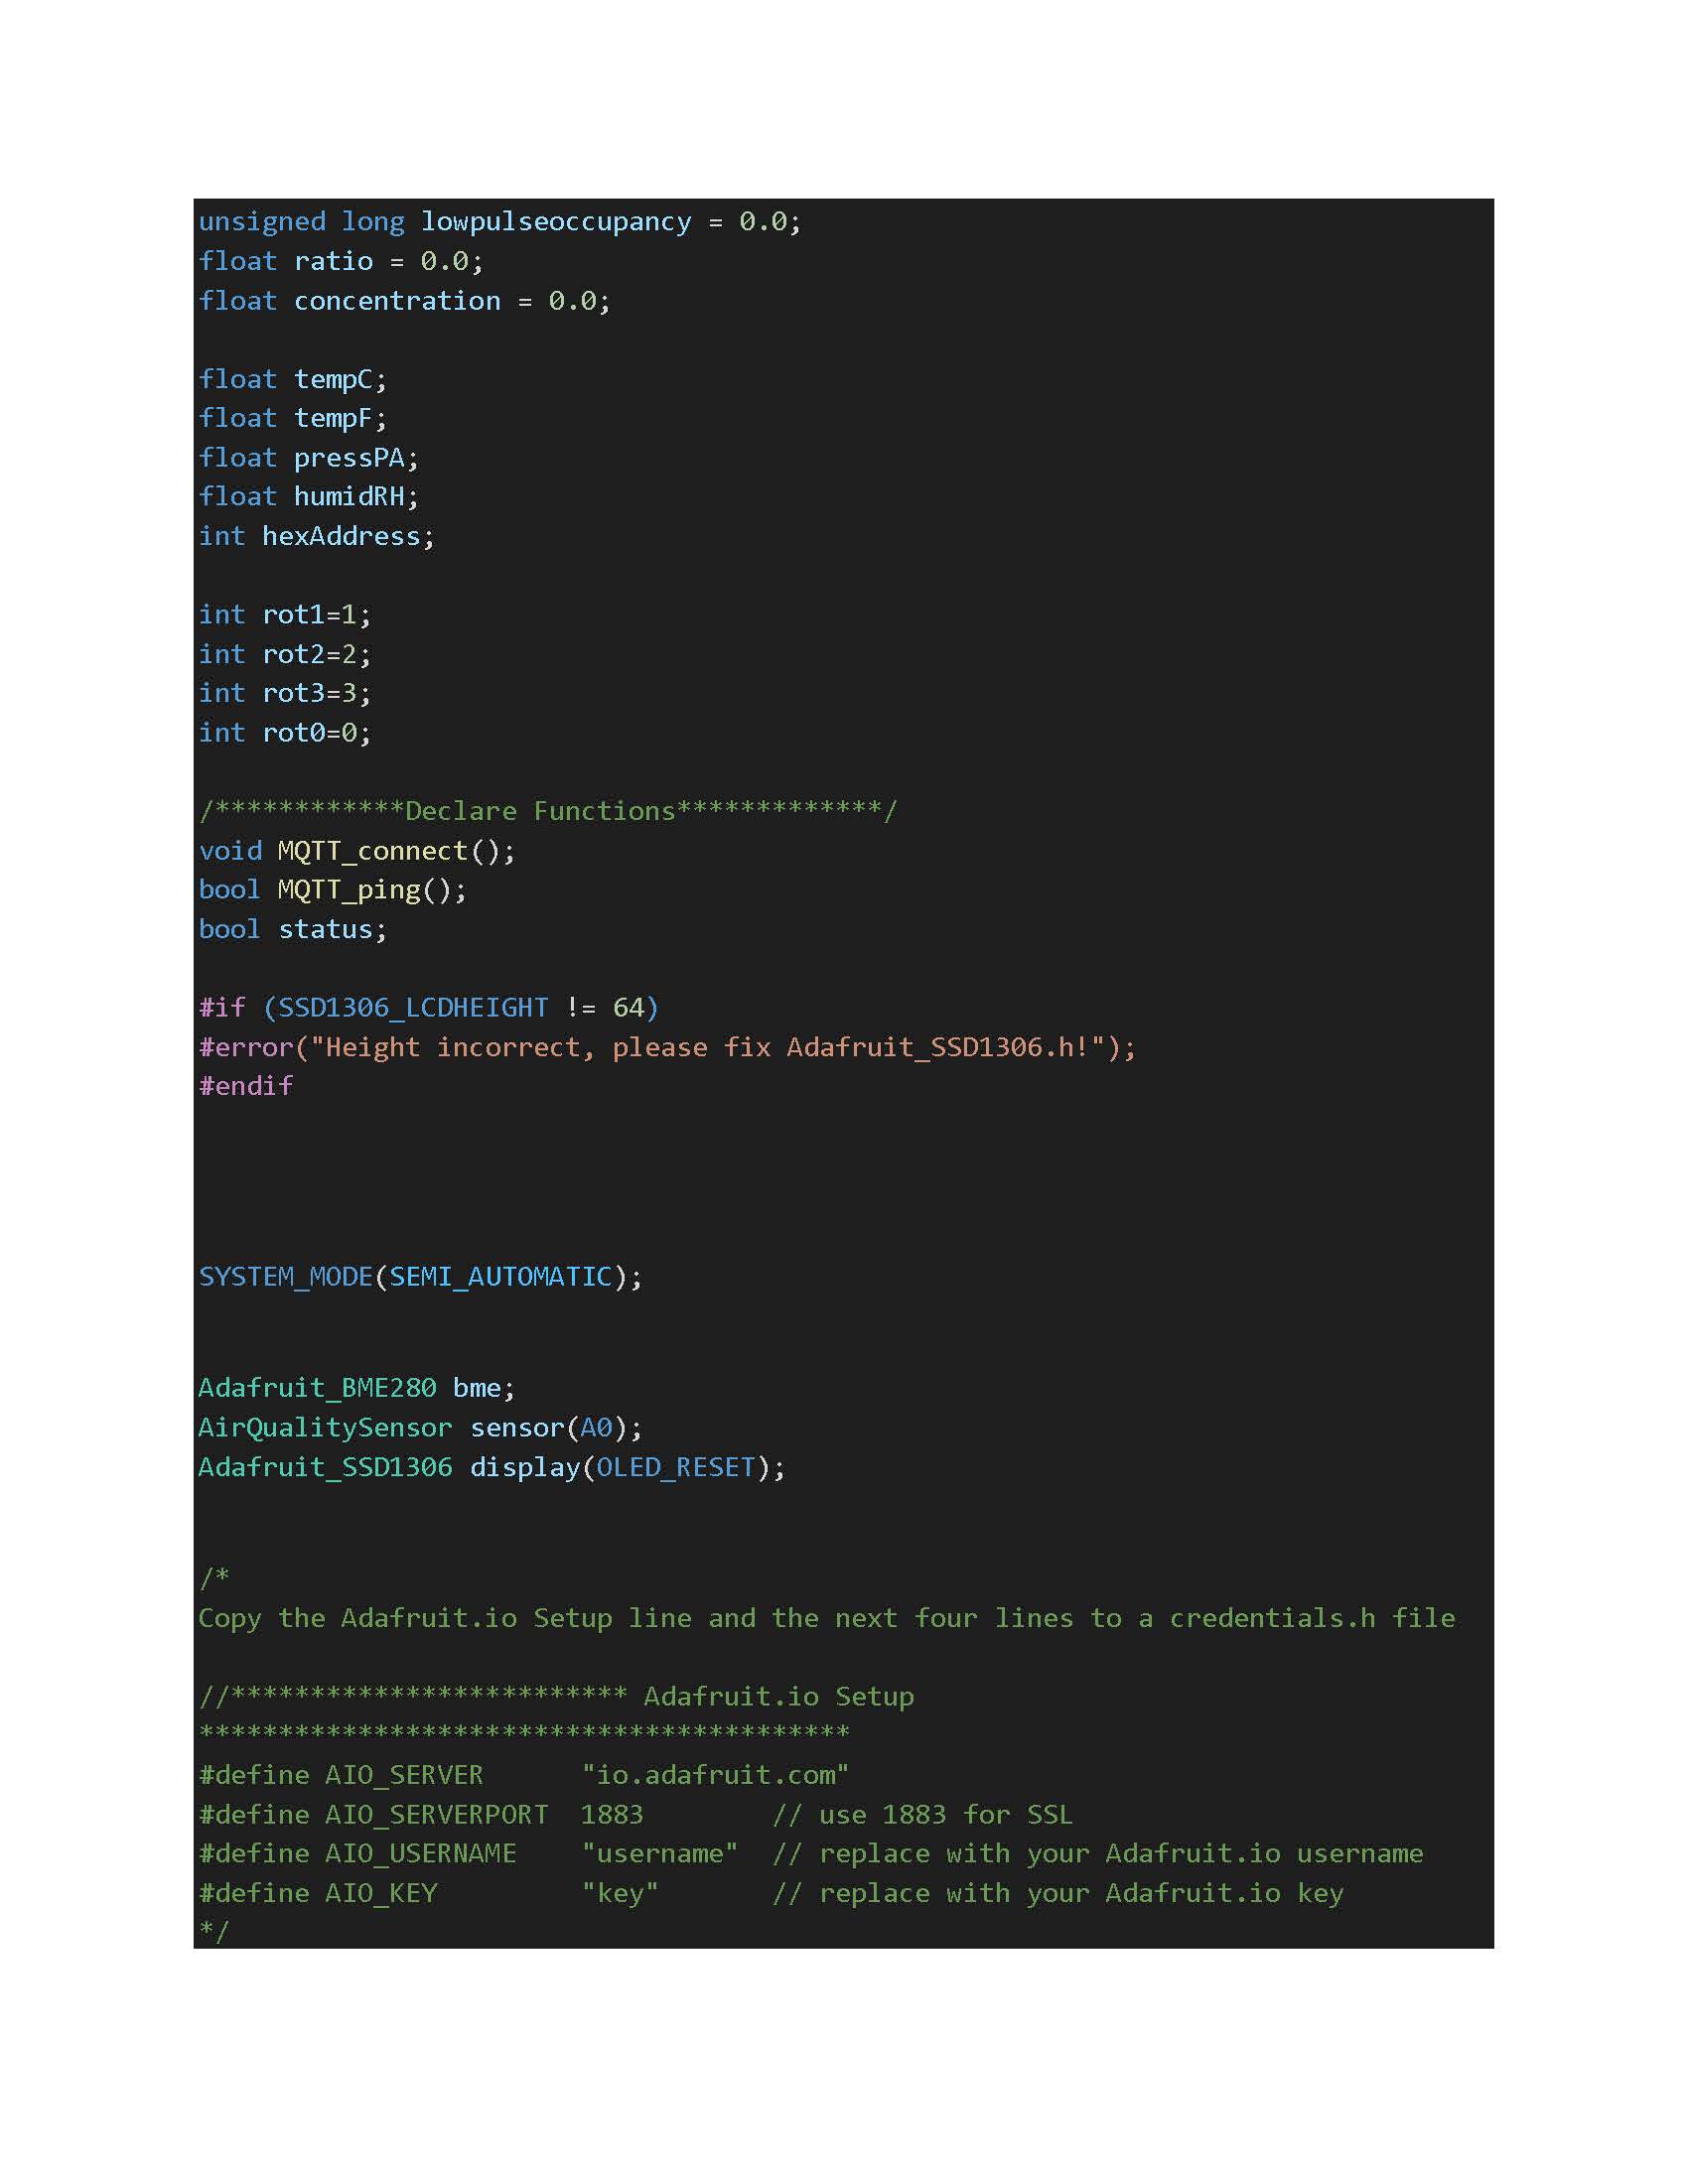 unsigned long lowpulseoccupancy = 0.0;
float ratio = 0.0;
float concentration = 0.0;
float tempC;
float tempF;
float pressPA;
float humidRH;
int hexAddress;
int rot1=1;
int rot2=2;
int rot3=3;
int rot0=0;
/************Declare Functions*************/
void MQTT_connect();
bool MQTT_ping();
bool status;
#if (SSD1306_LCDHEIGHT != 64)
#error("Height incorrect, please fix Adafruit_SSD1306.h!");
#endif
SYSTEM_MODE(SEMI_AUTOMATIC);
Adafruit_BME280 bme;
AirQualitySensor sensor(A0);
Adafruit_SSD1306 display(OLED_RESET);
/*
Copy the Adafruit.io Setup line and the next four lines to a credentials.h file
//************************* Adafruit.io Setup
*****************************************
#define AIO_SERVER      "io.adafruit.com"
#define AIO_SERVERPORT  1883        // use 1883 for SSL
#define AIO_USERNAME    "username"  // replace with your Adafruit.io username
#define AIO_KEY         "key"       // replace with your Adafruit.io key
*/